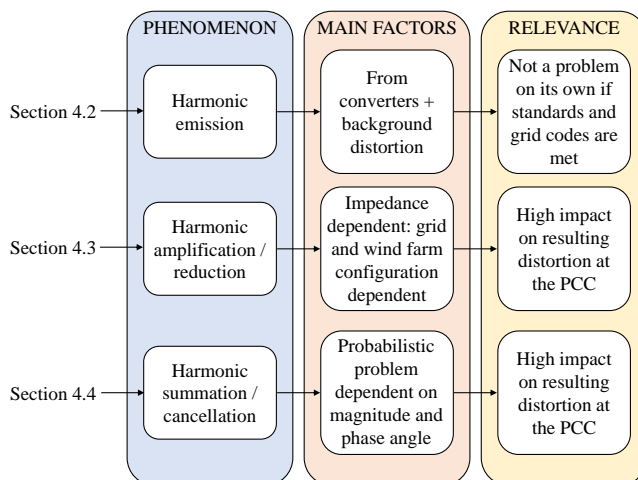 PHENOMENON
MAIN FACTORS
RELEVANCE
Section 4.2
Harmonic
emission
From
converters +
background
distortion
Not a problem
on its own if
standards and
grid codes are
met
Section 4.3
Harmonic
amplification /
reduction
Impedance
dependent: grid
and wind farm
configuration
dependent
High impact
on resulting
distortion at
the PCC
Section 4.4
Harmonic
summation /
cancellation
Probabilistic
problem
dependent on
magnitude and
phase angle
High impact
on resulting
distortion at
the PCC